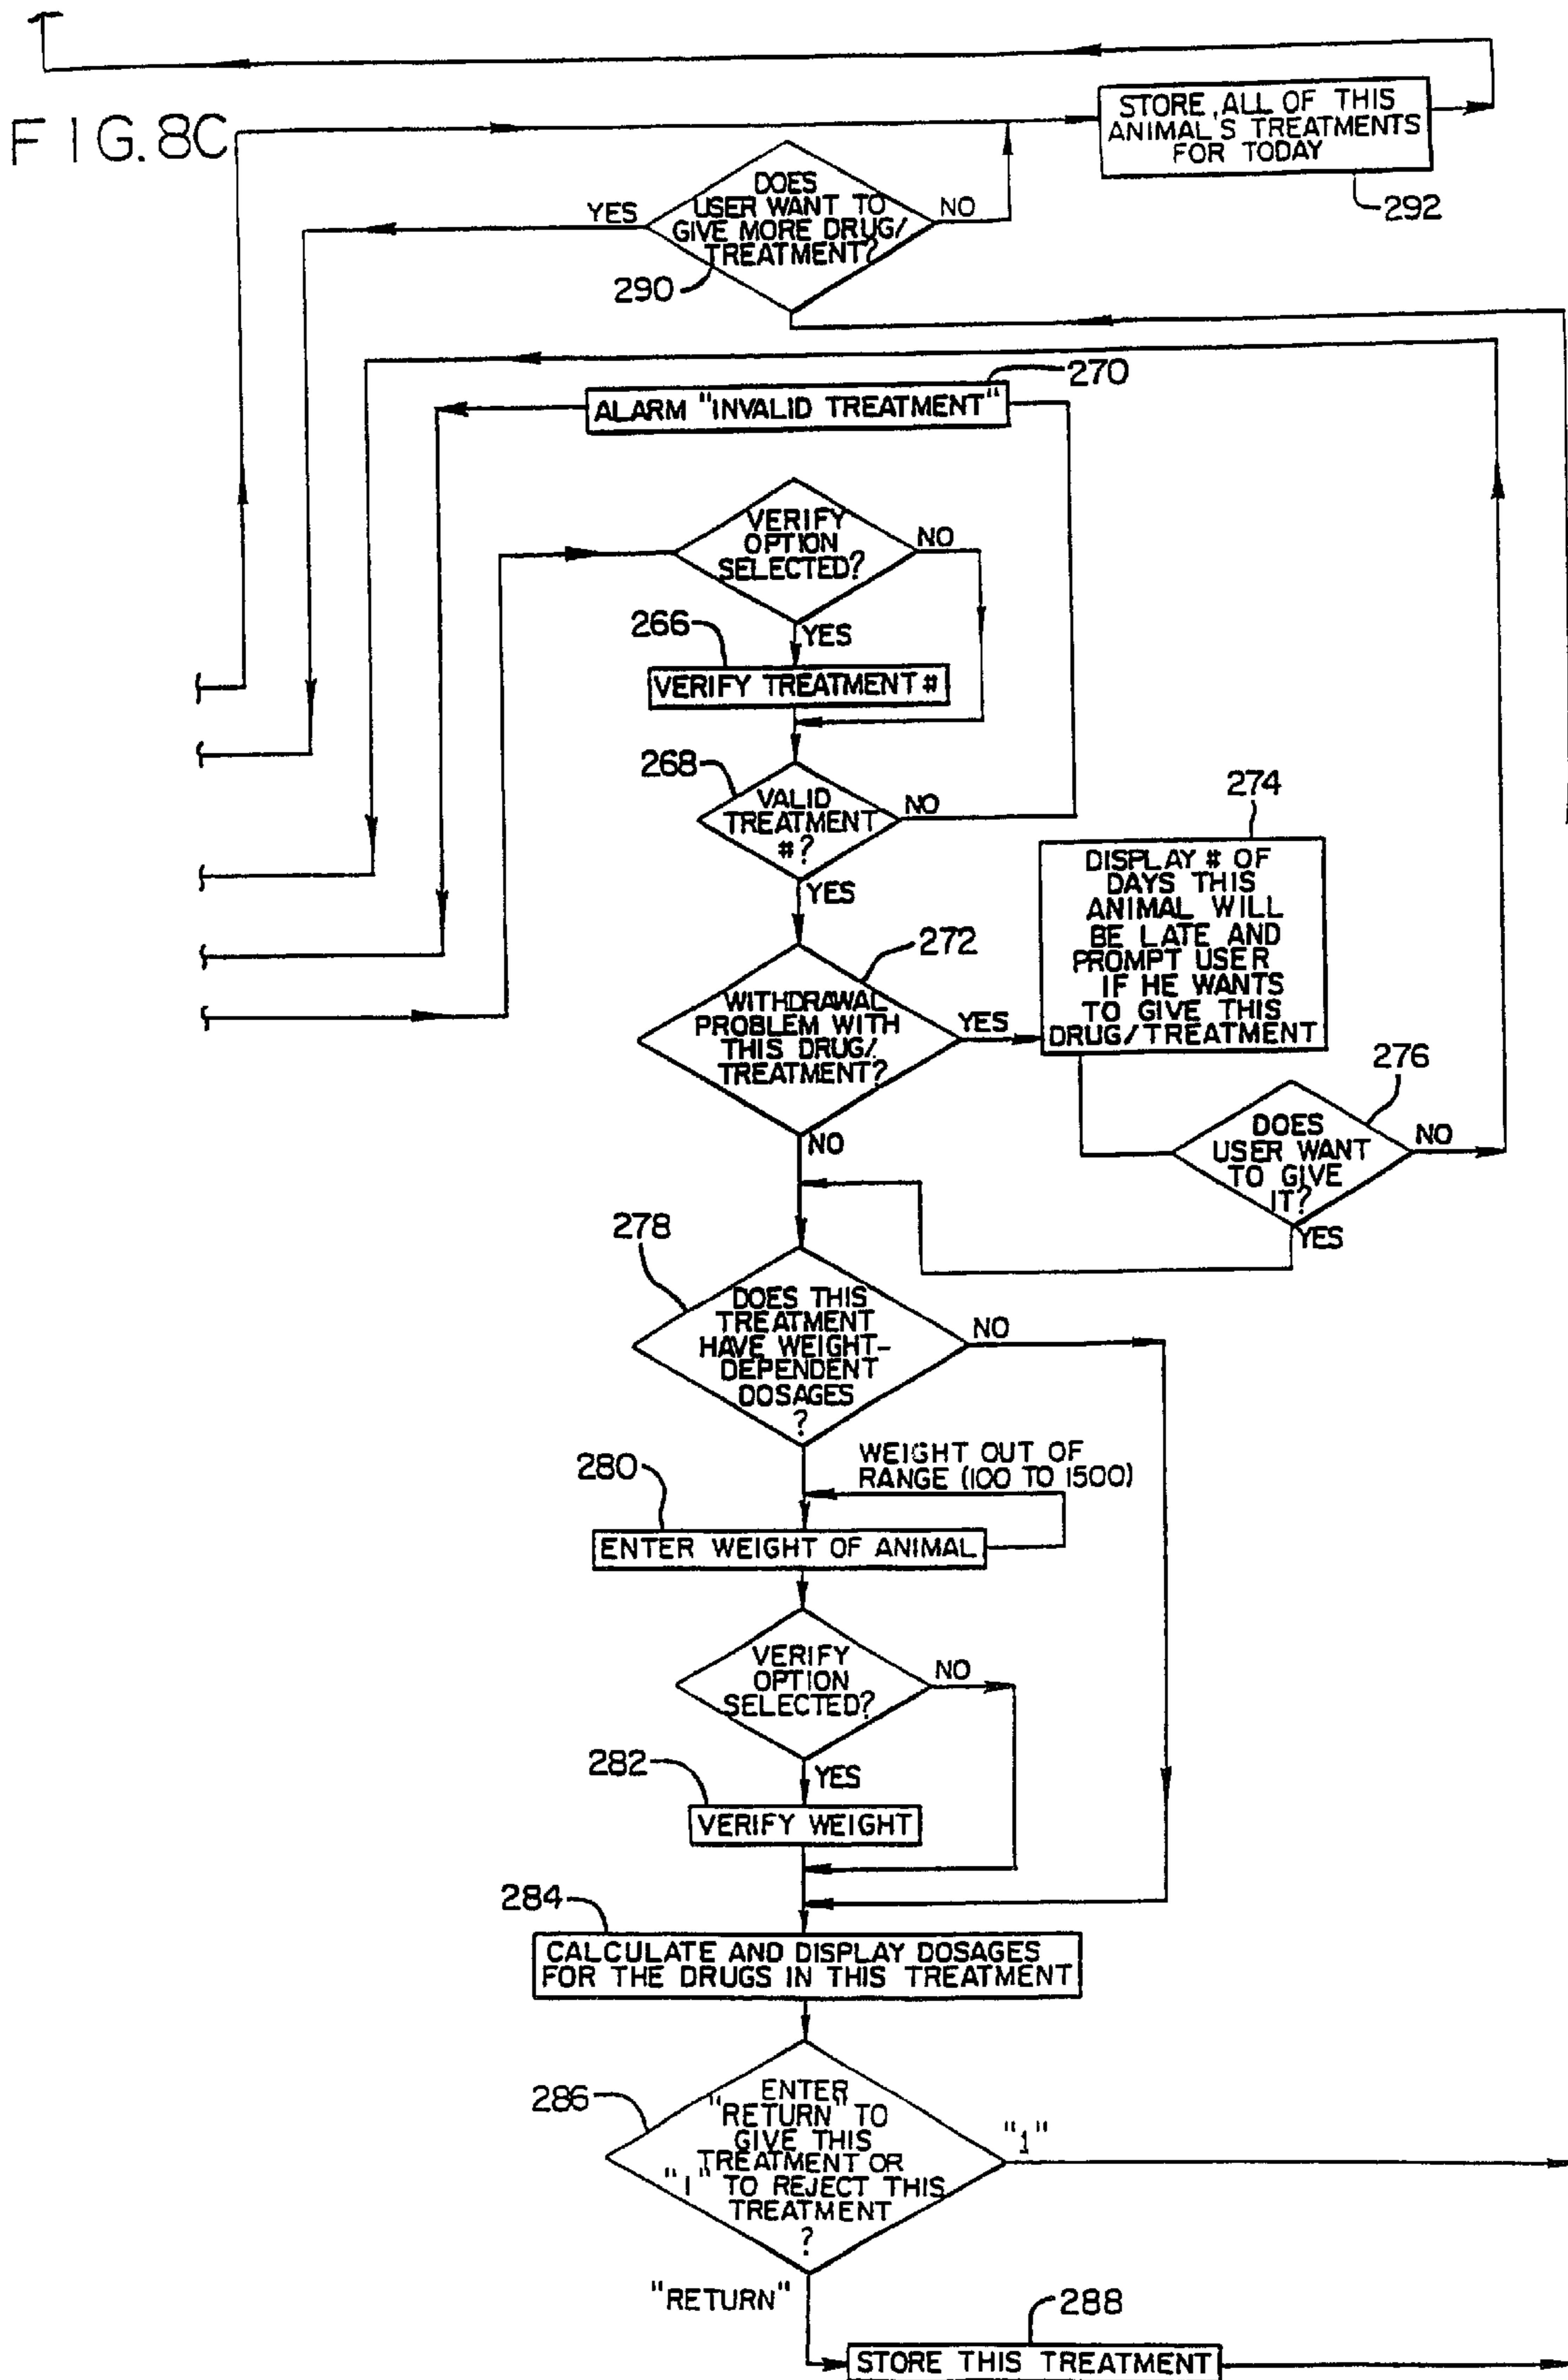 FIG. 8C
STORE ALL OF THIS
ANIMAL'S TREATMENTS
FOR TODAY
292
DOES
USER WANT TO
GIVE MORE DRUG/
TREATMENT?
YES
NO
290
270
ALARM "INVALID TREATMENT"
VERIFY
OPTION
SELECTED?
NO
YES
266
VERIFY TREATMENT #
268
VALID
TREATMENT
#?
NO
YES
274
DISPLAY # OF
DAYS THIS
ANIMAL WILL
BE LATE AND
PROMPT USER
IF HE WANTS
TO GIVE THIS
DRUG/TREATMENT
272
WITHDRAWAL
PROBLEM WITH
THIS DRUG/
TREATMENT?
YES
NO
276
DOES
USER WANT
TO GIVE
IT?
NO
YES
278
DOES THIS
TREATMENT
HAVE WEIGHT-
DEPENDENT
DOSAGES
?
NO
WEIGHT OUT OF
RANGE (100 TO 1500)
280
ENTER WEIGHT OF ANIMAL
VERIFY
OPTION
SELECTED?
NO
YES
282
VERIFY WEIGHT
284
CALCULATE AND DISPLAY DOSAGES
FOR THE DRUGS IN THIS TREATMENT
286
ENTER
"RETURN" TO
GIVE THIS
TREATMENT OR
"1" TO REJECT THIS
TREATMENT
?
"1"
"RETURN"
288
STORE THIS TREATMENT